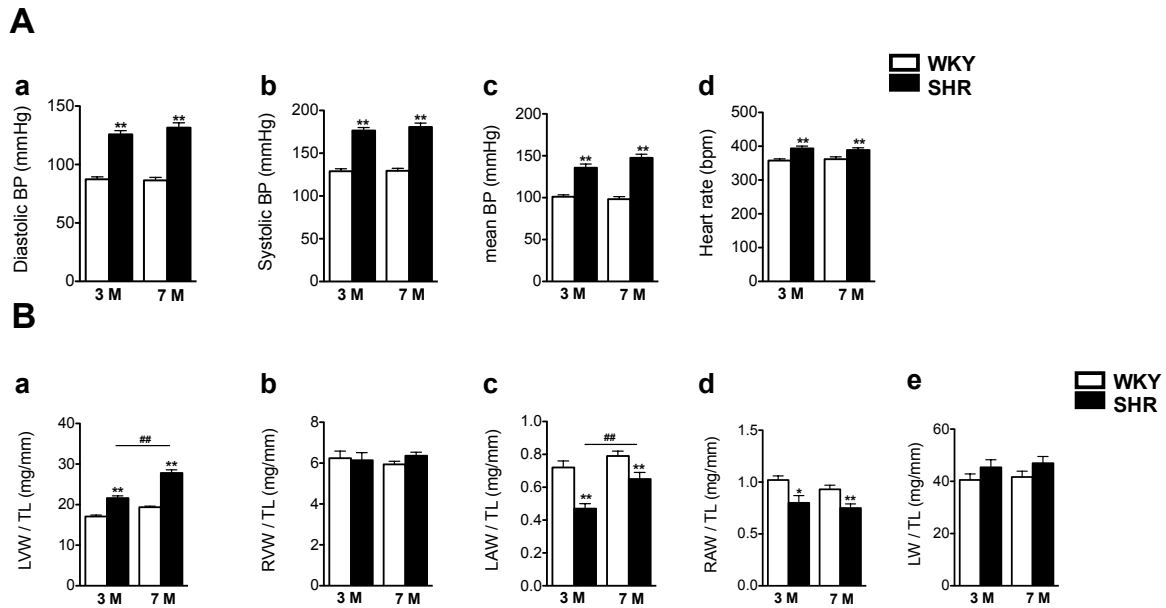 A
WKY
SHR
a
Diastolic BP (mmHg)
150
100
50
0
**
**
3 M
7 M
b
Systolic BP (mmHg)
200
150
100
50
0
**
**
3 M
7 M
c
mean BP (mmHg)
200
150
100
50
0
**
**
3 M
7 M
d
Heart rate (bpm)
500
400
300
200
100
0
**
**
3 M
7 M
B
WKY
SHR
a
LVW / TL (mg/mm)
40
30
20
10
0
##
**
**
3 M
7 M
b
RVW / TL (mg/mm)
8
6
4
2
0
3 M
7 M
c
LAW / TL (mg/mm)
0.8
0.6
0.4
0.2
0.0
##
**
**
3 M
7 M
d
RAW / TL (mg/mm)
1.5
1.0
0.5
0.0
*
**
3 M
7 M
e
LW / TL (mg/mm)
60
40
20
0
3 M
7 M